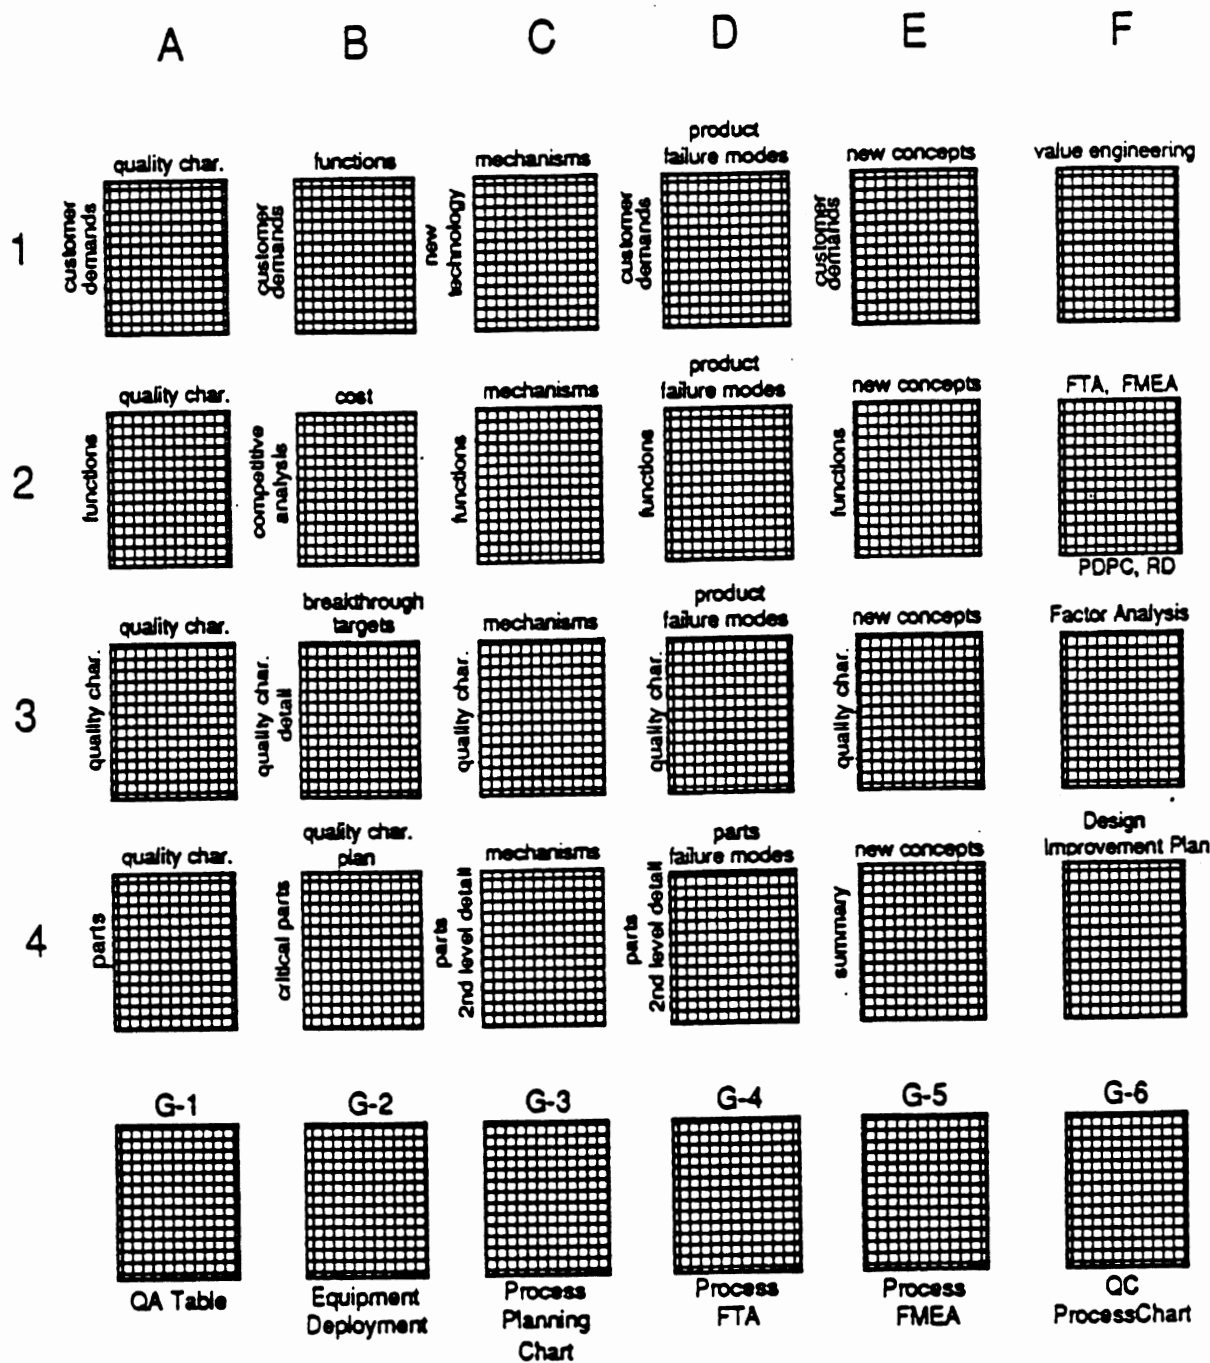 A B C D E F
1
quality char.
customer
demands
functions
customer
demands
mechanisms
new
technology
product
failure modes
customer
demands
new concepts
customer
demands
value engineering
2
quality char.
functions
cost
competitive
analysis
mechanisms
functions
product
failure modes
functions
new concepts
functions
FTA, FMEA
PDPC, RD
3
quality char.
quality char.
breakthrough
targets
quality char.
detail
mechanisms
quality char.
product
failure modes
quality char.
new concepts
quality char.
Factor Analysis
4
quality char.
parts
quality char.
plan
critical parts
mechanisms
parts
2nd level detail
parts
failure modes
parts
2nd level detail
new concepts
summary
Design
Improvement Plan
G-1
QA Table
G-2
Equipment
Deployment
G-3
Process
Planning
Chart
G-4
Process
FTA
G-5
Process
FMEA
G-6
QC
ProcessChart